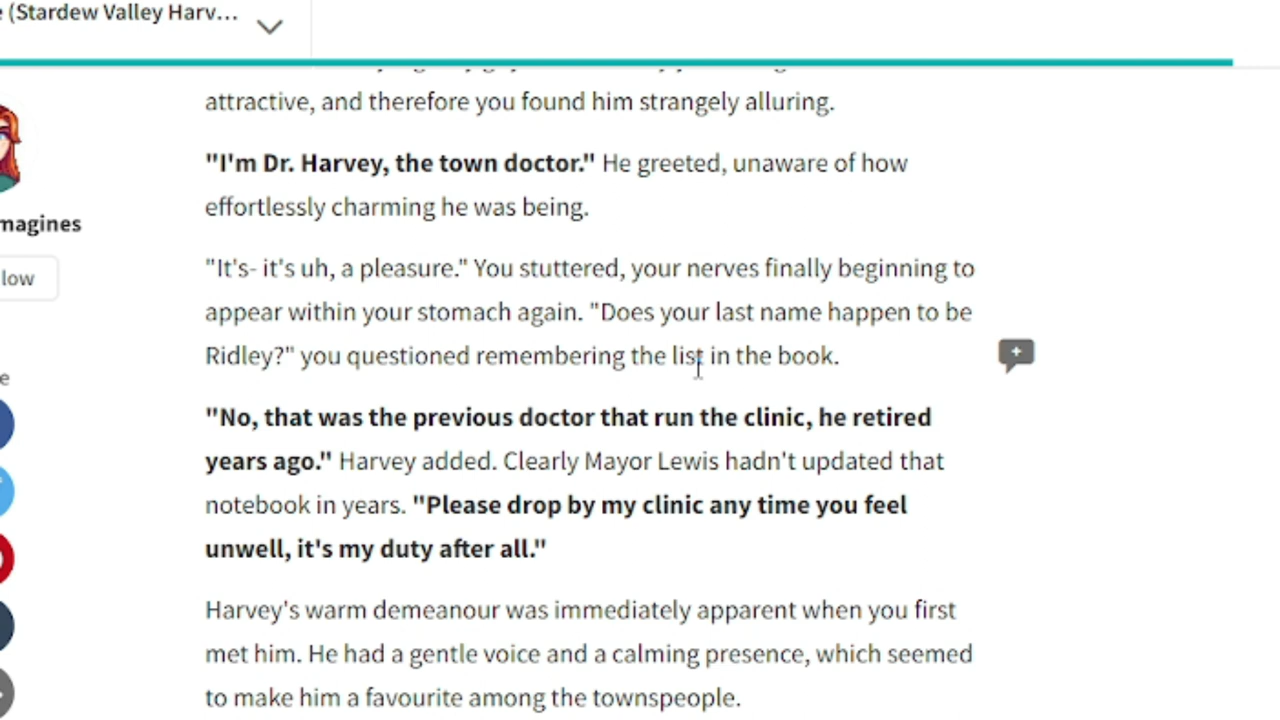 (Stardew Valley Harv...
attractive, and therefore you found him strangely alluring.
"I'm Dr. Harvey, the town doctor." He greeted, unaware of how
effortlessly charming he was being.
magines
low
"It's- it's uh, a pleasure." You stuttered, your nerves finally beginning to
appear within your stomach again. "Does your last name happen to be
Ridley?" you questioned remembering the list in the book.
e
"No, that was the previous doctor that run the clinic, he retired
years ago." Harvey added. Clearly Mayor Lewis hadn't updated that
notebook in years. "Please drop by my clinic any time you feel
unwell, it's my duty after all."
Harvey's warm demeanour was immediately apparent when you first
met him. He had a gentle voice and a calming presence, which seemed
to make him a favourite among the townspeople.